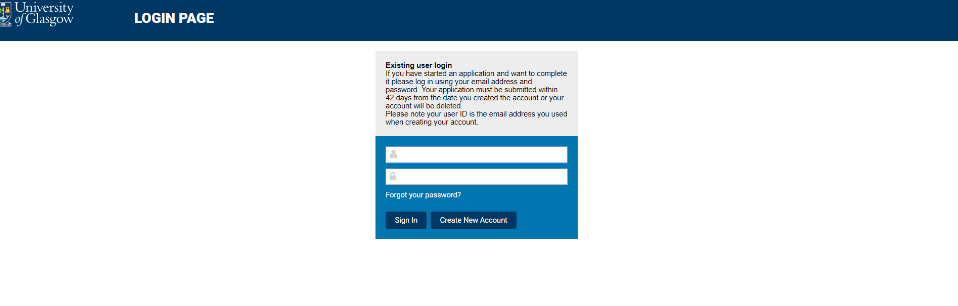 University
of Glasgow
LOGIN PAGE
Existing user login
If you have started an application and want to complete
it please log in using your email address and
password. Your application must be submitted within
42 days from the date you created the account or your
account will be deleted.
Please note your user ID is the email address you used
when creating your account.
Forgot your password?
Sign In
Create New Account